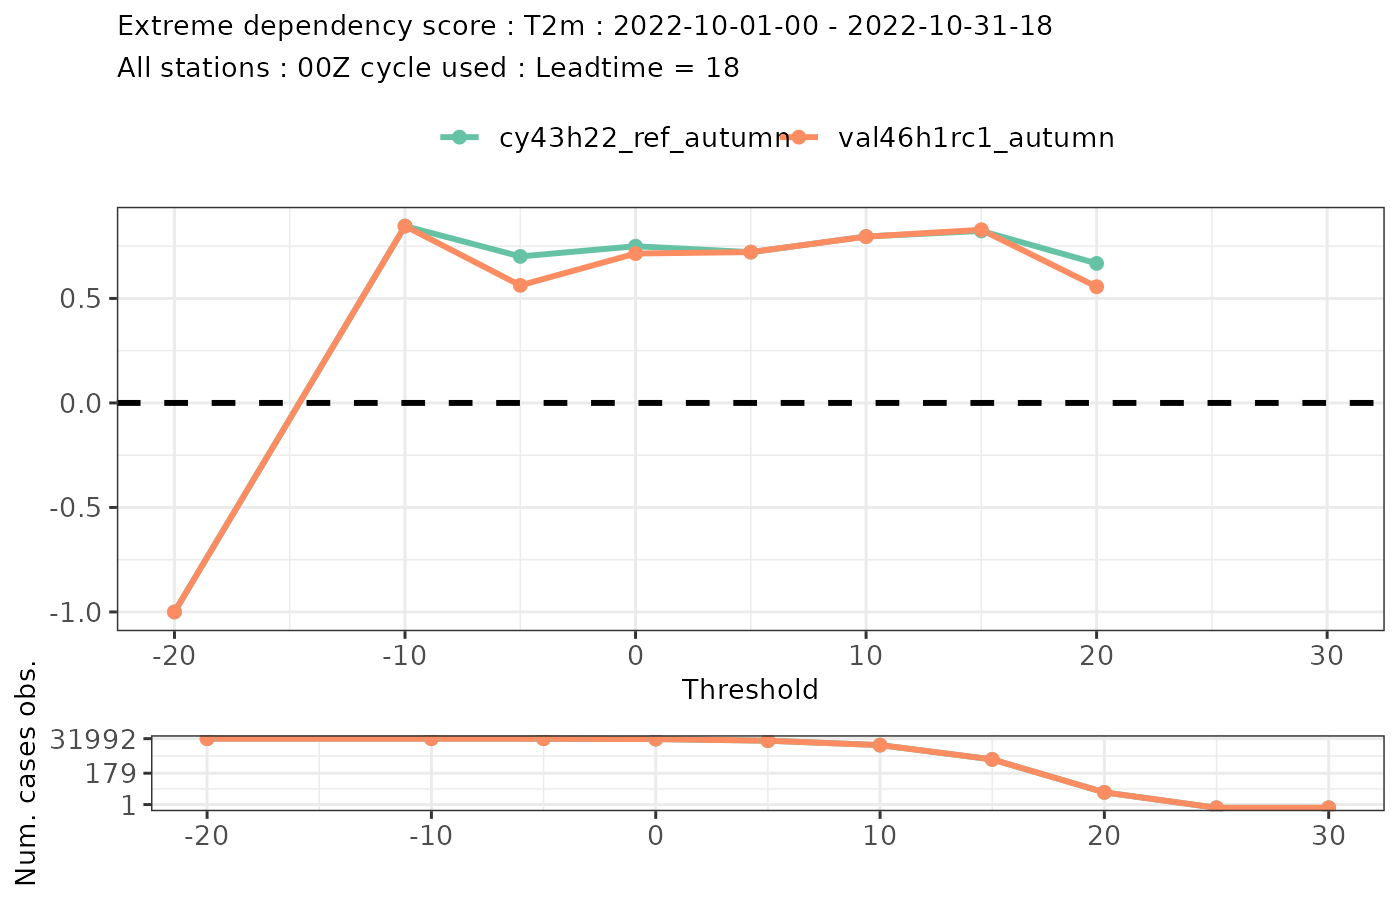 Extreme dependency score : T2m : 2022-10-01-00 - 2022-10-31-18
All stations : 00Z cycle used : Leadtime = 18
cy43h22_ref_autumn val46h1rc1_autumn
0.5
0.0
-0.5
-1.0
-20 -10 0 10 20 30
Threshold
Num. cases obs.
31992
179
1
-20 -10 0 10 20 30